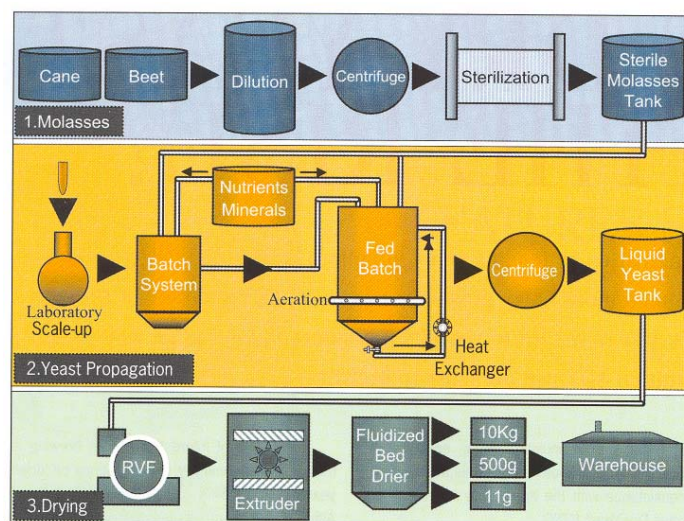 Cane
Beet
Dilution
Centrifuge
Sterilization
Sterile
Molasses
Tank
1.Molasses
Nutrients
Minerals
Batch
System
Fed
Batch
Centrifuge
Liquid
Yeast
Tank
Aeration
Laboratory
Scale-up
Heat
Exchanger
2.Yeast Propagation
RVF
Extruder
Fluidized
Bed
Drier
10Kg
500g
11g
Warehouse
3.Drying